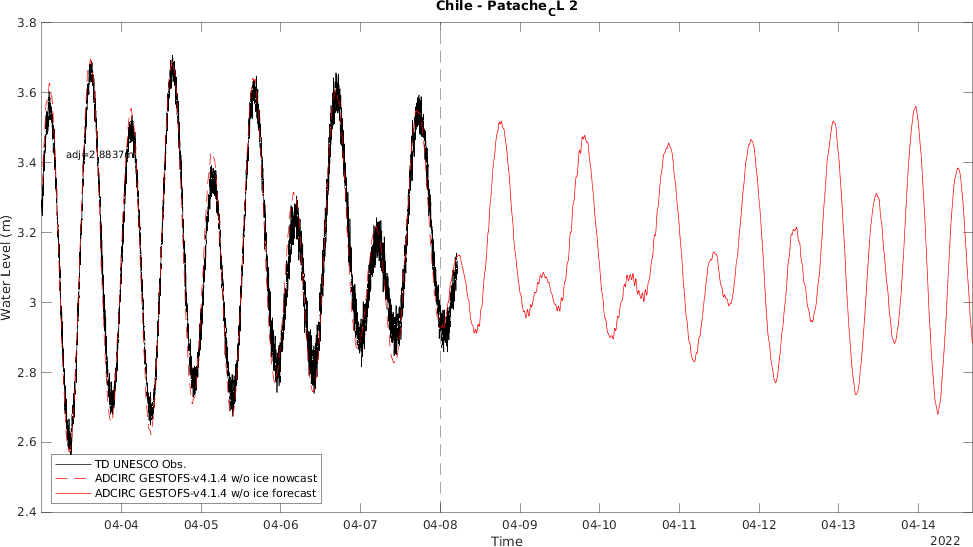 Chile - Patache_CL 2
3.8
3.6
3.4
3.2
3
2.8
2.6
2.4
Water Level (m)
adj=2.8837m
TD UNESCO Obs.
ADCIRC GESTOFS-v4.1.4 w/o ice nowcast
ADCIRC GESTOFS-v4.1.4 w/o ice forecast
04-04 04-05 04-06 04-07 04-08 04-09 04-10 04-11 04-12 04-13 04-14
Time
2022